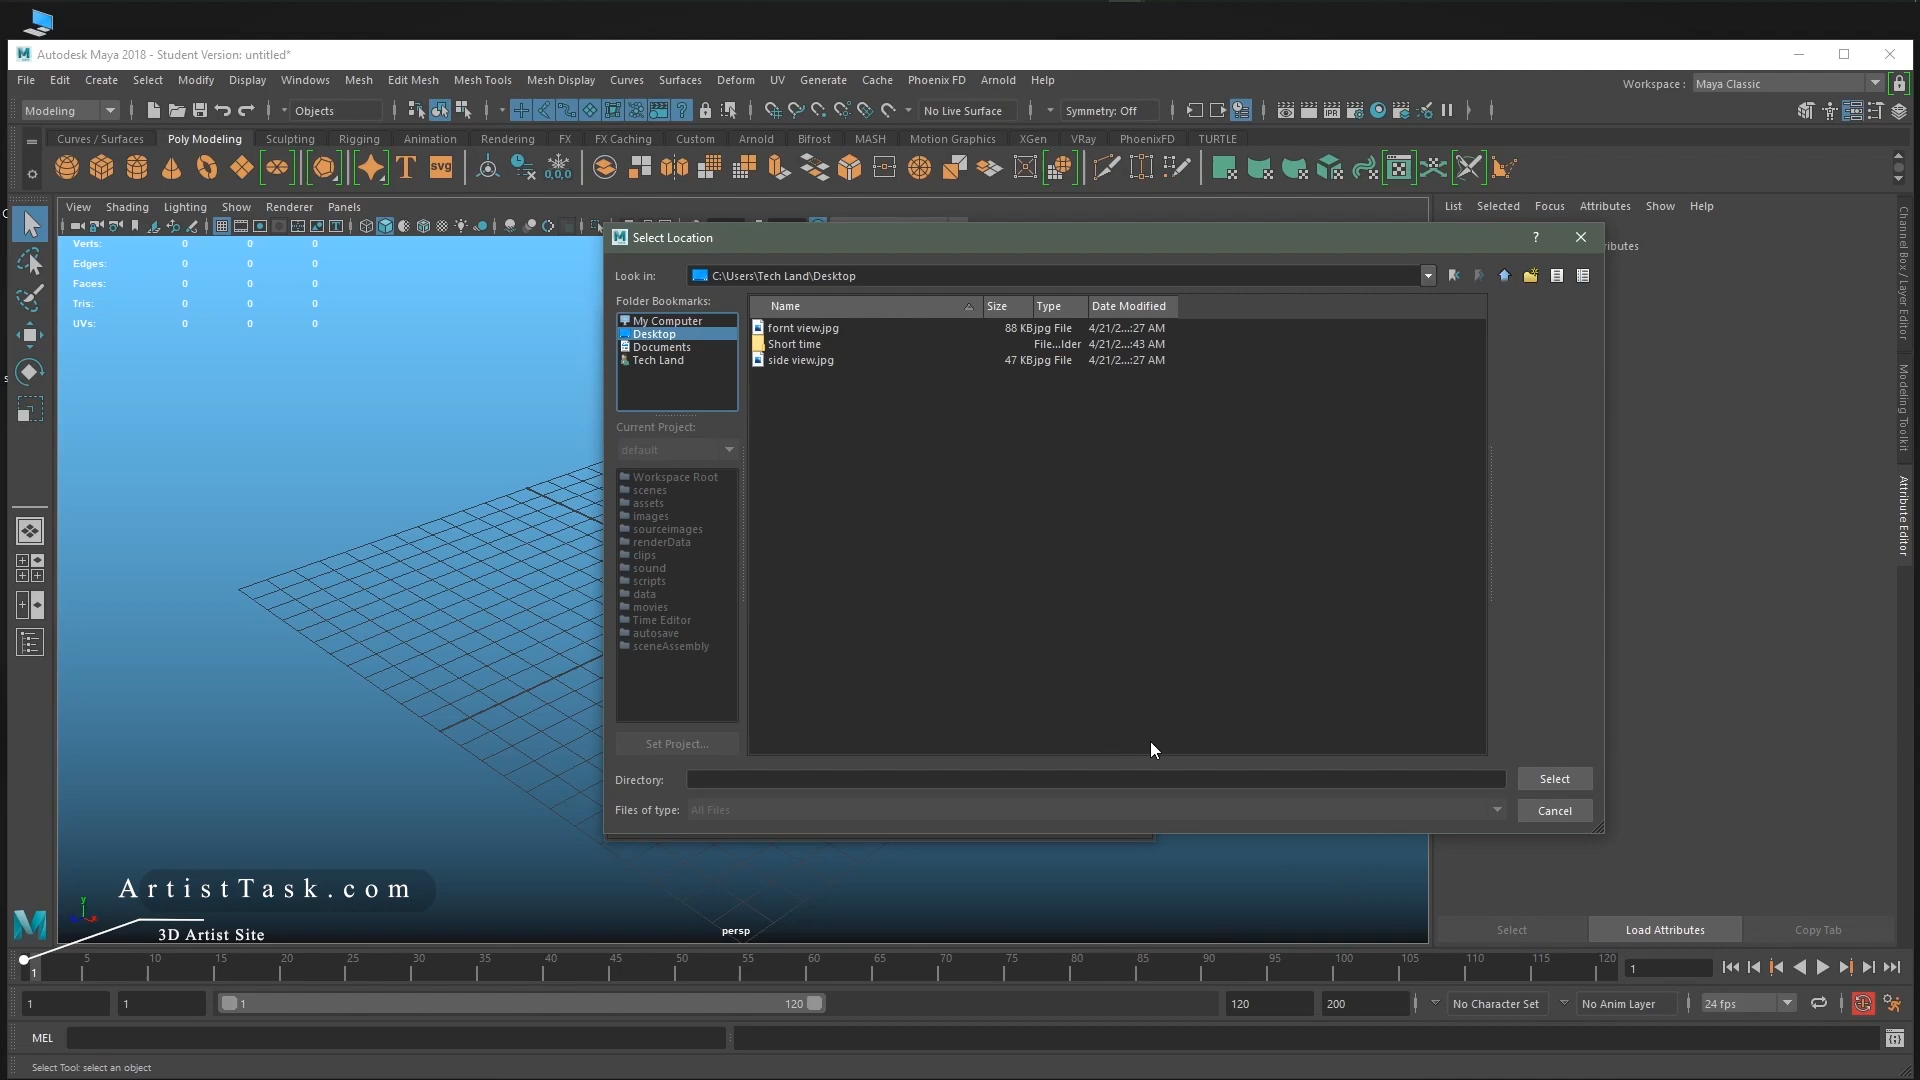 Autodesk Maya 2018 - Student Version: untitled*
File Edit Create Select Modify Display Windows Mesh Edit Mesh Mesh Tools Mesh Display Curves Surfaces Deform UV Generate Cache Phoenix FD Arnold Help
Workspace : Maya Classic
Modeling Objects No Live Surface Symmetry: Off
Curves / Surfaces Poly Modeling Sculpting Rigging Animation Rendering FX FX Caching Custom Arnold Bifrost MASH Motion Graphics XGen VRay PhoenixFD TURTLE
View Shading Lighting Show Renderer Panels
List Selected Focus Attributes Show Help
Verts: 0 0 0
Edges: 0 0 0
Faces: 0 0 0
Tris: 0 0 0
UVs: 0 0 0
Select Location
?
Look in: C:\Users\Tech Land\Desktop
Folder Bookmarks:
My Computer
Desktop
Documents
Tech Land
Name Size Type Date Modified
fornt view.jpg 88 KB jpg File 4/21/2...:27 AM
Short time File...lder 4/21/2...:43 AM
side view.jpg 47 KB jpg File 4/21/2...:27 AM
Current Project:
default
Workspace Root
scenes
assets
images
sourceimages
renderData
clips
sound
scripts
data
movies
Time Editor
autosave
sceneAssembly
Set Project...
Directory:
Select
Files of type: All Files
Cancel
ributes
Channel Box / Layer Editor
Modeling Toolkit
Attribute Editor
ArtistTask.com
3D Artist Site
persp
Select Load Attributes Copy Tab
1 5 10 15 20 25 30 35 40 45 50 55 60 65 70 75 80 85 90 95 100 105 110 115 120 1
1 1 1 120 120 200 No Character Set No Anim Layer 24 fps
MEL
Select Tool: select an object